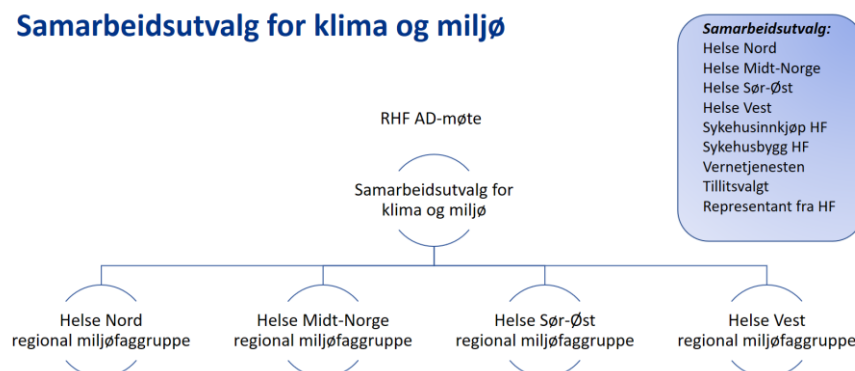 Samarbeidsutvalg for klima og miljø
Samarbeidsutvalg:
Helse Nord
Helse Midt-Norge
Helse Sør-Øst
Helse Vest
Sykehusinnkjøp HF
Sykehusbygg HF
Vernetjenesten
Tillitsvalgt
Representant fra HF
RHF AD-møte
Samarbeidsutvalg for
klima og miljø
Helse Nord
regional miljøfaggruppe
Helse Midt-Norge
regional miljøfaggruppe
Helse Sør-Øst
regional miljøfaggruppe
Helse Vest
regional miljøfaggruppe